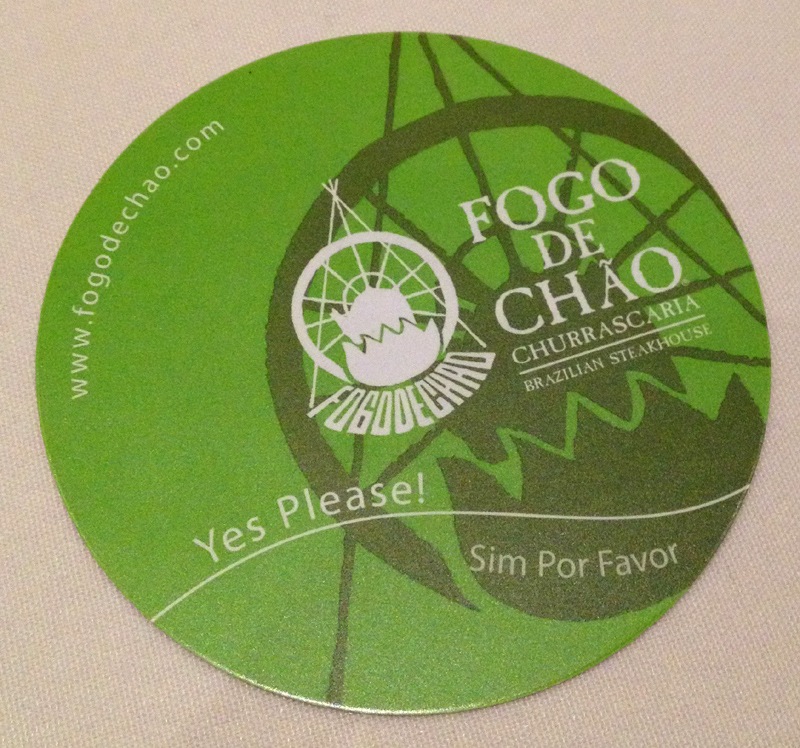 www.fogodechao.com
FOGO
DE
CHÃO
CHURRASCARIA
BRAZILIAN STEAKHOUSE
FOGODECHAO
Yes Please!
Sim Por Favor